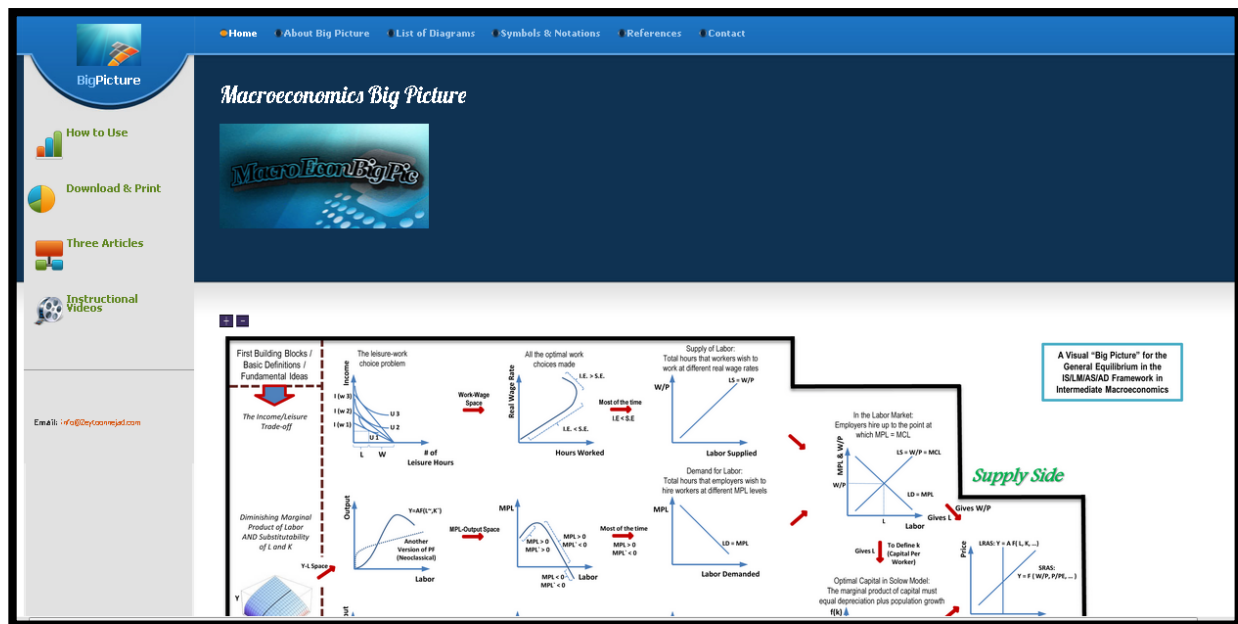 Home About Big Picture List of Diagrams Symbols & Notations References Contact
BigPicture
Macroeconomics Big Picture
MacroEconBigPic
How to Use
Download & Print
Three Articles
Instructional
Videos
Email: info@Zeytoonnejad.com
+ -
First Building Blocks /
Basic Definitions /
Fundamental Ideas
The Income/Leisure
Trade-off
Diminishing Marginal
Product of Labor
AND Substitutability
of L and K
Y
Y-L Space
The leisure-work
choice problem
Income
I (w 3)
I (w 2)
I (w 1)
U 3
U 2
U 1
L W
# of
Leisure Hours
Work-Wage
Space
All the optimal work
choices made
Real Wage Rate
I.E. > S.E.
I.E. < S.E.
Hours Worked
Most of the time
I.E < S.E
Supply of Labor:
Total hours that workers wish to
work at different real wage rates
W/P
LS = W/P
Labor Supplied
Output
Another
Version of PF
(Neoclassical)
Labor
MPL-Output Space
MPL
MPL > 0
MPL' > 0
MPL > 0
MPL' < 0
MPL < 0
MPL' < 0
Labor
Most of the time
MPL > 0
MPL' < 0
Demand for Labor:
Total hours that employers wish to
hire workers at different MPL levels
MPL
LD = MPL
Labor Demanded
In the Labor Market:
Employers hire up to the point at
which MPL = MCL
MPL & W/P
LS = W/P = MCL
W/P
LD = MPL
L
Labor
Gives L
Gives W/P
Gives L
To Define k
(Capital Per
Worker)
Optimal Capital in Solow Model:
The marginal product of capital must
equal depreciation plus population growth
f(k)
A Visual “Big Picture” for the
General Equilibrium in the
IS/LM/AS/AD Framework in
Intermediate Macroeconomics
Supply Side
Price
LRAS: Y = A F( L, K, ...)
SRAS:
Y = F ( W/P, P/PE, ... )